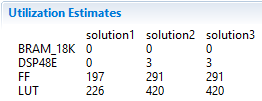 Utilization Estimates
solution1 solution2 solution3
BRAM_18K 0 0 0
DSP48E 0 3 3
FF 197 291 291
LUT 226 420 420